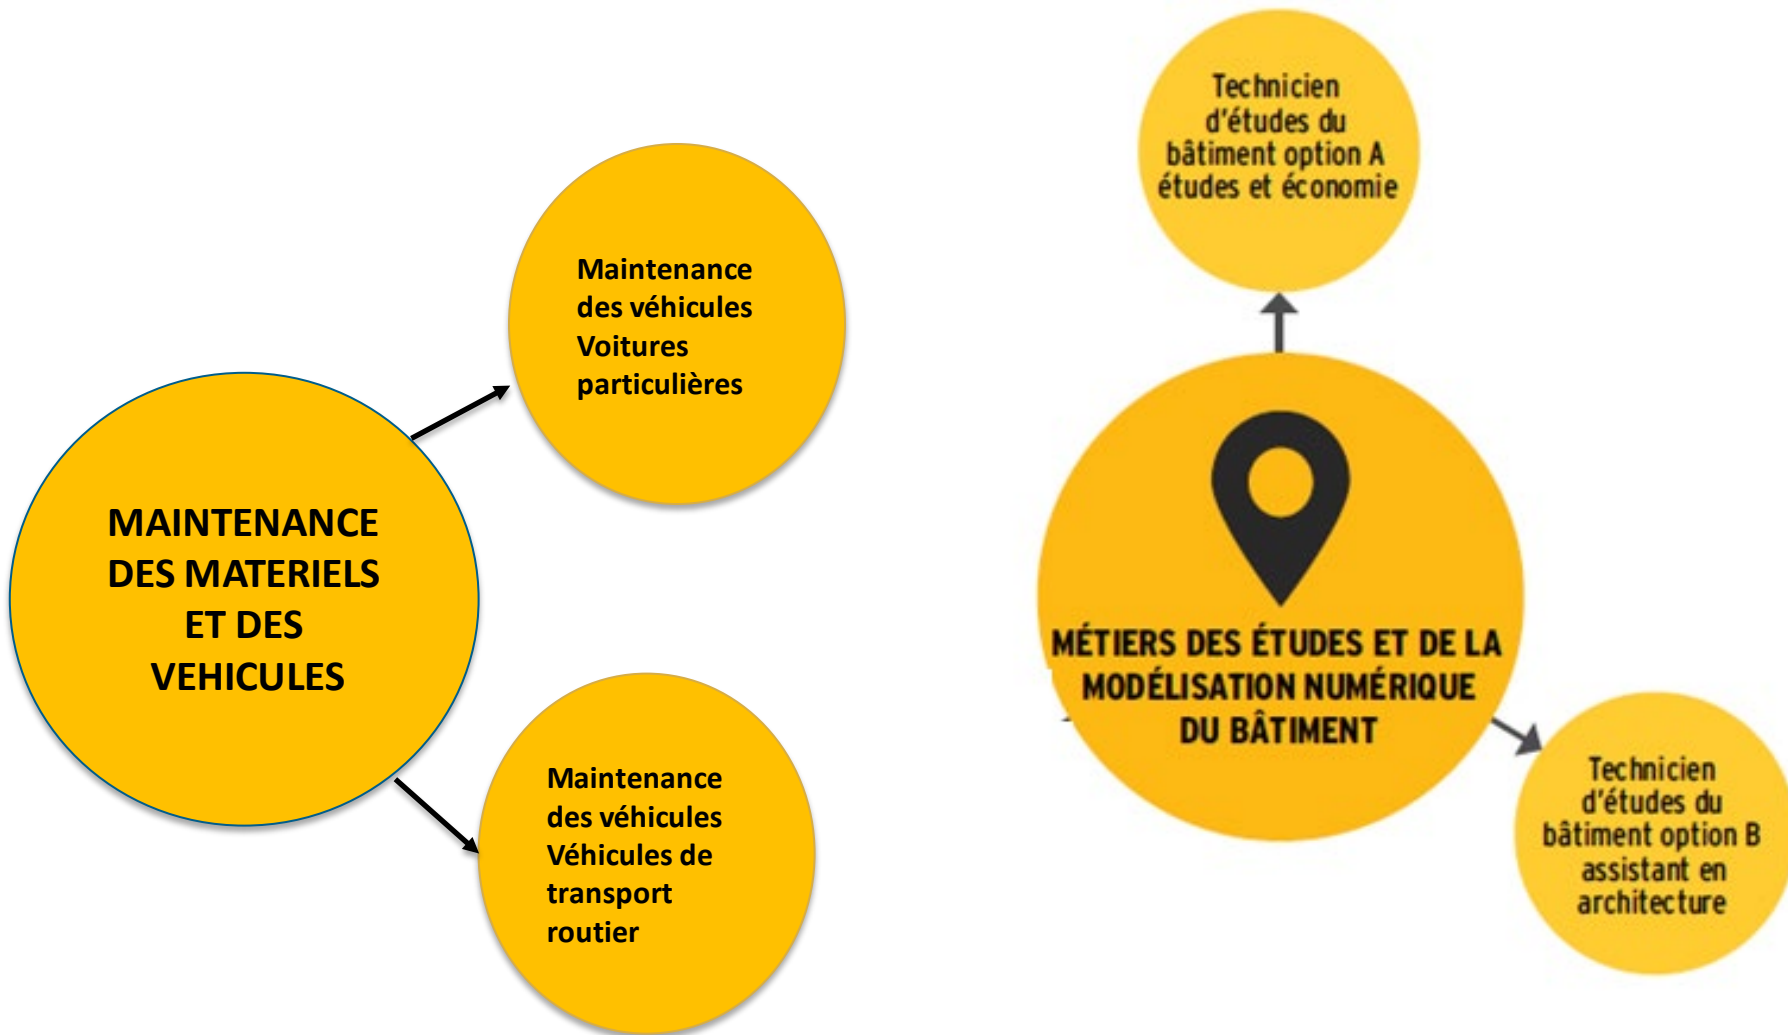 MAINTENANCE
DES MATERIELS
ET DES
VEHICULES
Maintenance
des véhicules
Voitures
particulières
Maintenance
des véhicules
Véhicules de
transport
routier
Technicien
d'études du
bâtiment option A
études et économie
MÉTIERS DES ÉTUDES ET DE LA
MODÉLISATION NUMÉRIQUE
DU BÂTIMENT
Technicien
d'études du
bâtiment option B
assistant en
architecture